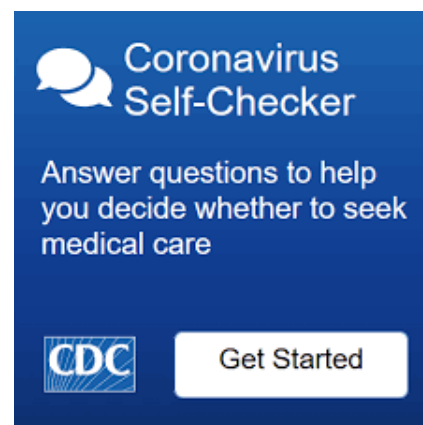 Coronavirus
Self-Checker
Answer questions to help
you decide whether to seek
medical care
CDC
Get Started